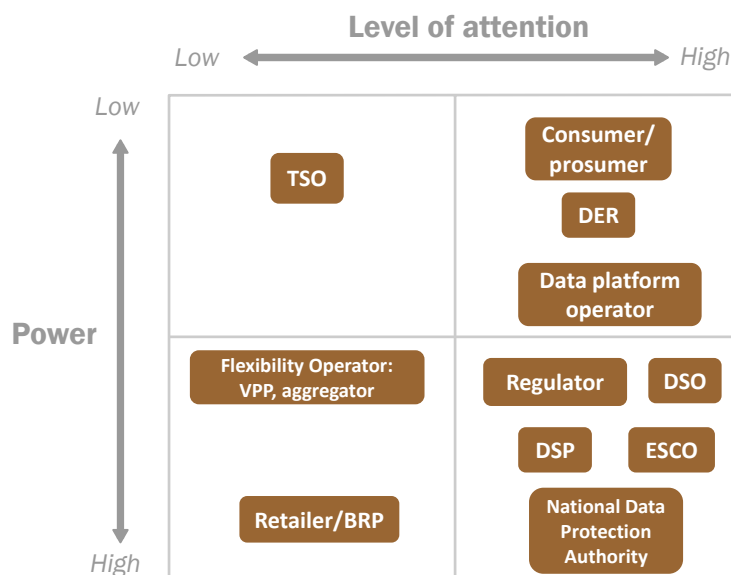 Level of attention
Low
High
Low
Power
High
TSO
Consumer/
prosumer
DER
Data platform
operator
Flexibility Operator:
VPP, aggregator
Retailer/BRP
Regulator
DSO
DSP
ESCO
National Data
Protection
Authority